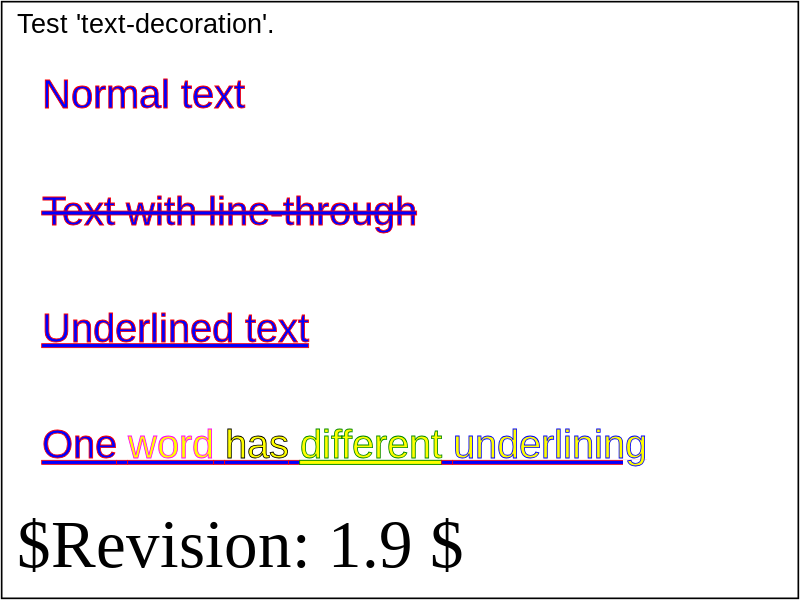 Test 'text-decoration'.
Normal text
Text with line-through
Underlined text
One word has different underlining
$Revision: 1.9 $